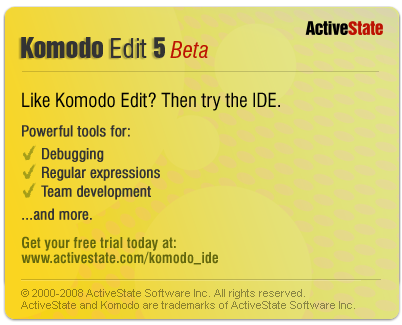 ActiveState
Komodo Edit 5 Beta
Like Komodo Edit? Then try the IDE.
Powerful tools for:
Debugging
Regular expressions
Team development
...and more.
Get your free trial today at:
www.activestate.com/komodo_ide
© 2000-2008 ActiveState Software Inc. All rights reserved.
ActiveState and Komodo are trademarks of ActiveState Software Inc.